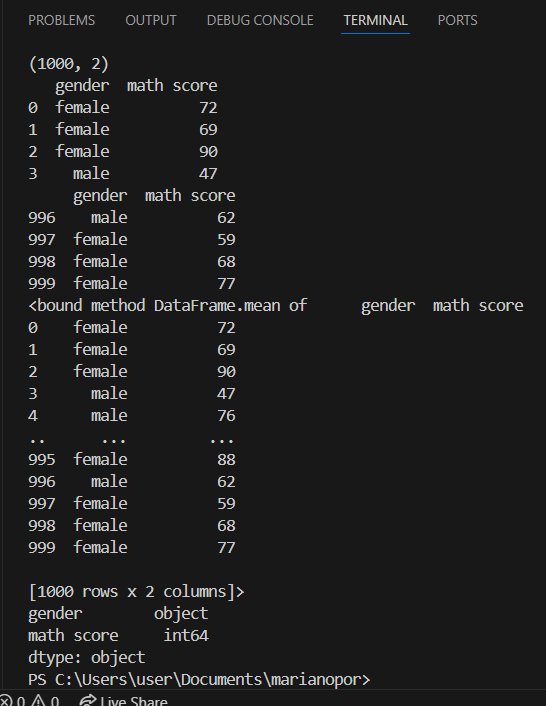 PROBLEMS OUTPUT DEBUG CONSOLE TERMINAL PORTS
(1000, 2)
   gender  math score
0  female          72
1  female          69
2  female          90
3    male          47
     gender  math score
996    male          62
997  female          59
998  female          68
999  female          77
<bound method DataFrame.mean of      gender  math score
0    female          72
1    female          69
2    female          90
3      male          47
4      male          76
..      ...         ...
995  female          88
996    male          62
997  female          59
998  female          68
999  female          77
[1000 rows x 2 columns]>
gender        object
math score     int64
dtype: object
PS C:\Users\user\Documents\marianopor>
0 0 Live Share